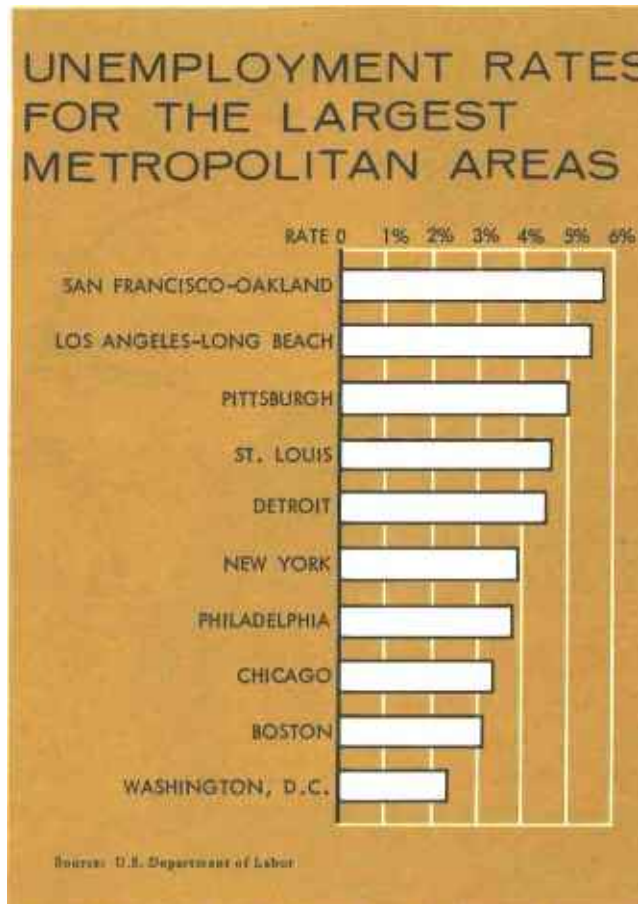 UNEMPLOYMENT RATES
FOR THE LARGEST
METROPOLITAN AREAS
RATE 0 1% 2% 3% 4% 5% 6%
SAN FRANCISCO-OAKLAND
LOS ANGELES-LONG BEACH
PITTSBURGH
ST. LOUIS
DETROIT
NEW YORK
PHILADELPHIA
CHICAGO
BOSTON
WASHINGTON, D.C.
Source: U.S. Department of Labor